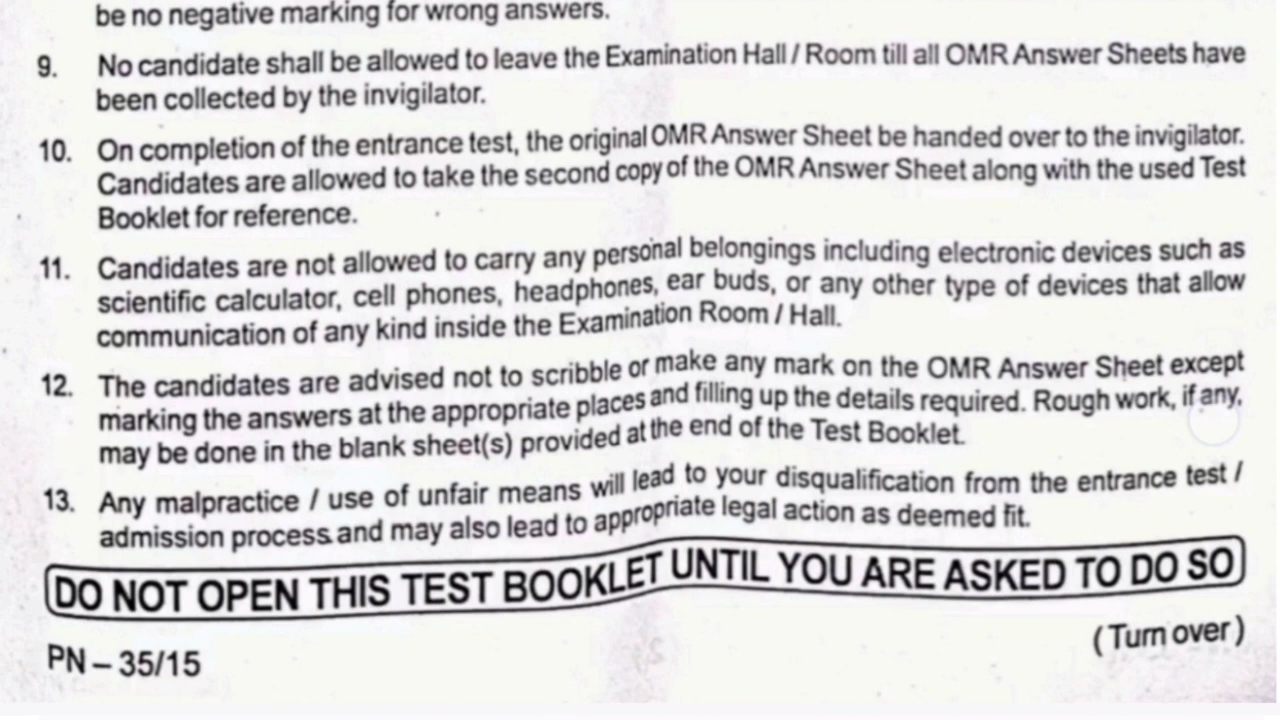 be no negative marking for wrong answers.
9. No candidate shall be allowed to leave the Examination Hall / Room till all OMR Answer Sheets have
been collected by the invigilator.
10. On completion of the entrance test, the original OMR Answer Sheet be handed over to the invigilator.
Candidates are allowed to take the second copy of the OMR Answer Sheet along with the used Test
Booklet for reference.
11. Candidates are not allowed to carry any personal belongings including electronic devices such as
scientific calculator, cell phones, headphones, ear buds, or any other type of devices that allow
communication of any kind inside the Examination Room / Hall.
12. The candidates are advised not to scribble or make any mark on the OMR Answer Sheet except
marking the answers at the appropriate places and filling up the details required. Rough work, if any,
may be done in the blank sheet(s) provided at the end of the Test Booklet.
13. Any malpractice / use of unfair means will lead to your disqualification from the entrance test /
admission process and may also lead to appropriate legal action as deemed fit.
DO NOT OPEN THIS TEST BOOKLET UNTIL YOU ARE ASKED TO DO SO
PN – 35/15
( Turn over )